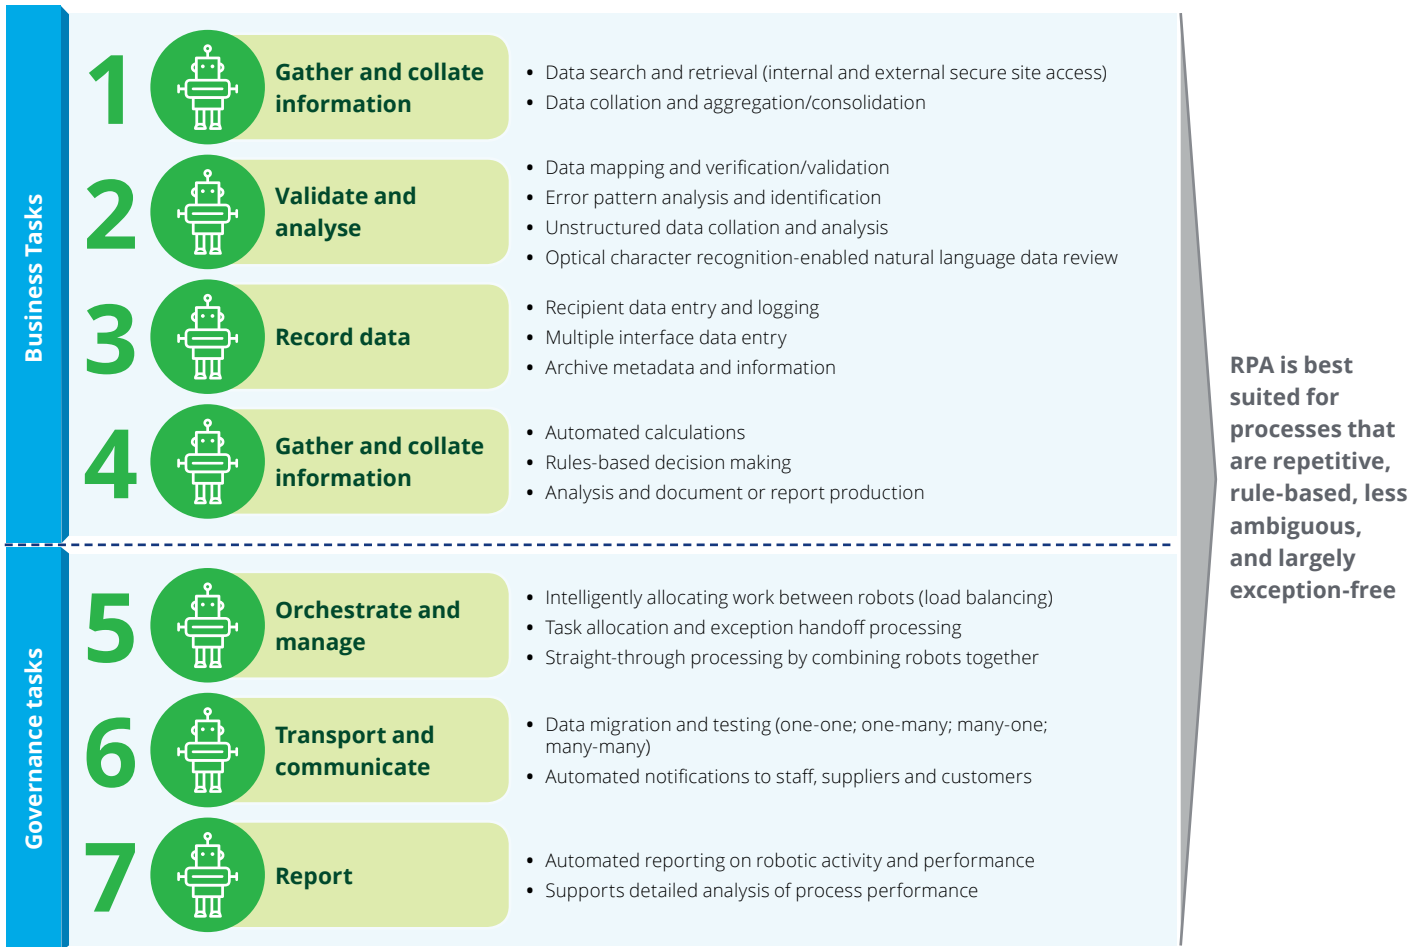 Business Tasks
1
Gather and collate
information
• Data search and retrieval (internal and external secure site access)
• Data collation and aggregation/consolidation
2
Validate and
analyse
• Data mapping and verification/validation
• Error pattern analysis and identification
• Unstructured data collation and analysis
• Optical character recognition-enabled natural language data review
3
Record data
• Recipient data entry and logging
• Multiple interface data entry
• Archive metadata and information
4
Gather and collate
information
• Automated calculations
• Rules-based decision making
• Analysis and document or report production
Governance tasks
5
Orchestrate and
manage
• Intelligently allocating work between robots (load balancing)
• Task allocation and exception handoff processing
• Straight-through processing by combining robots together
6
Transport and
communicate
• Data migration and testing (one-one; one-many; many-one;
many-many)
• Automated notifications to staff, suppliers and customers
7
Report
• Automated reporting on robotic activity and performance
• Supports detailed analysis of process performance
RPA is best
suited for
processes that
are repetitive,
rule-based, less
ambiguous,
and largely
exception-free